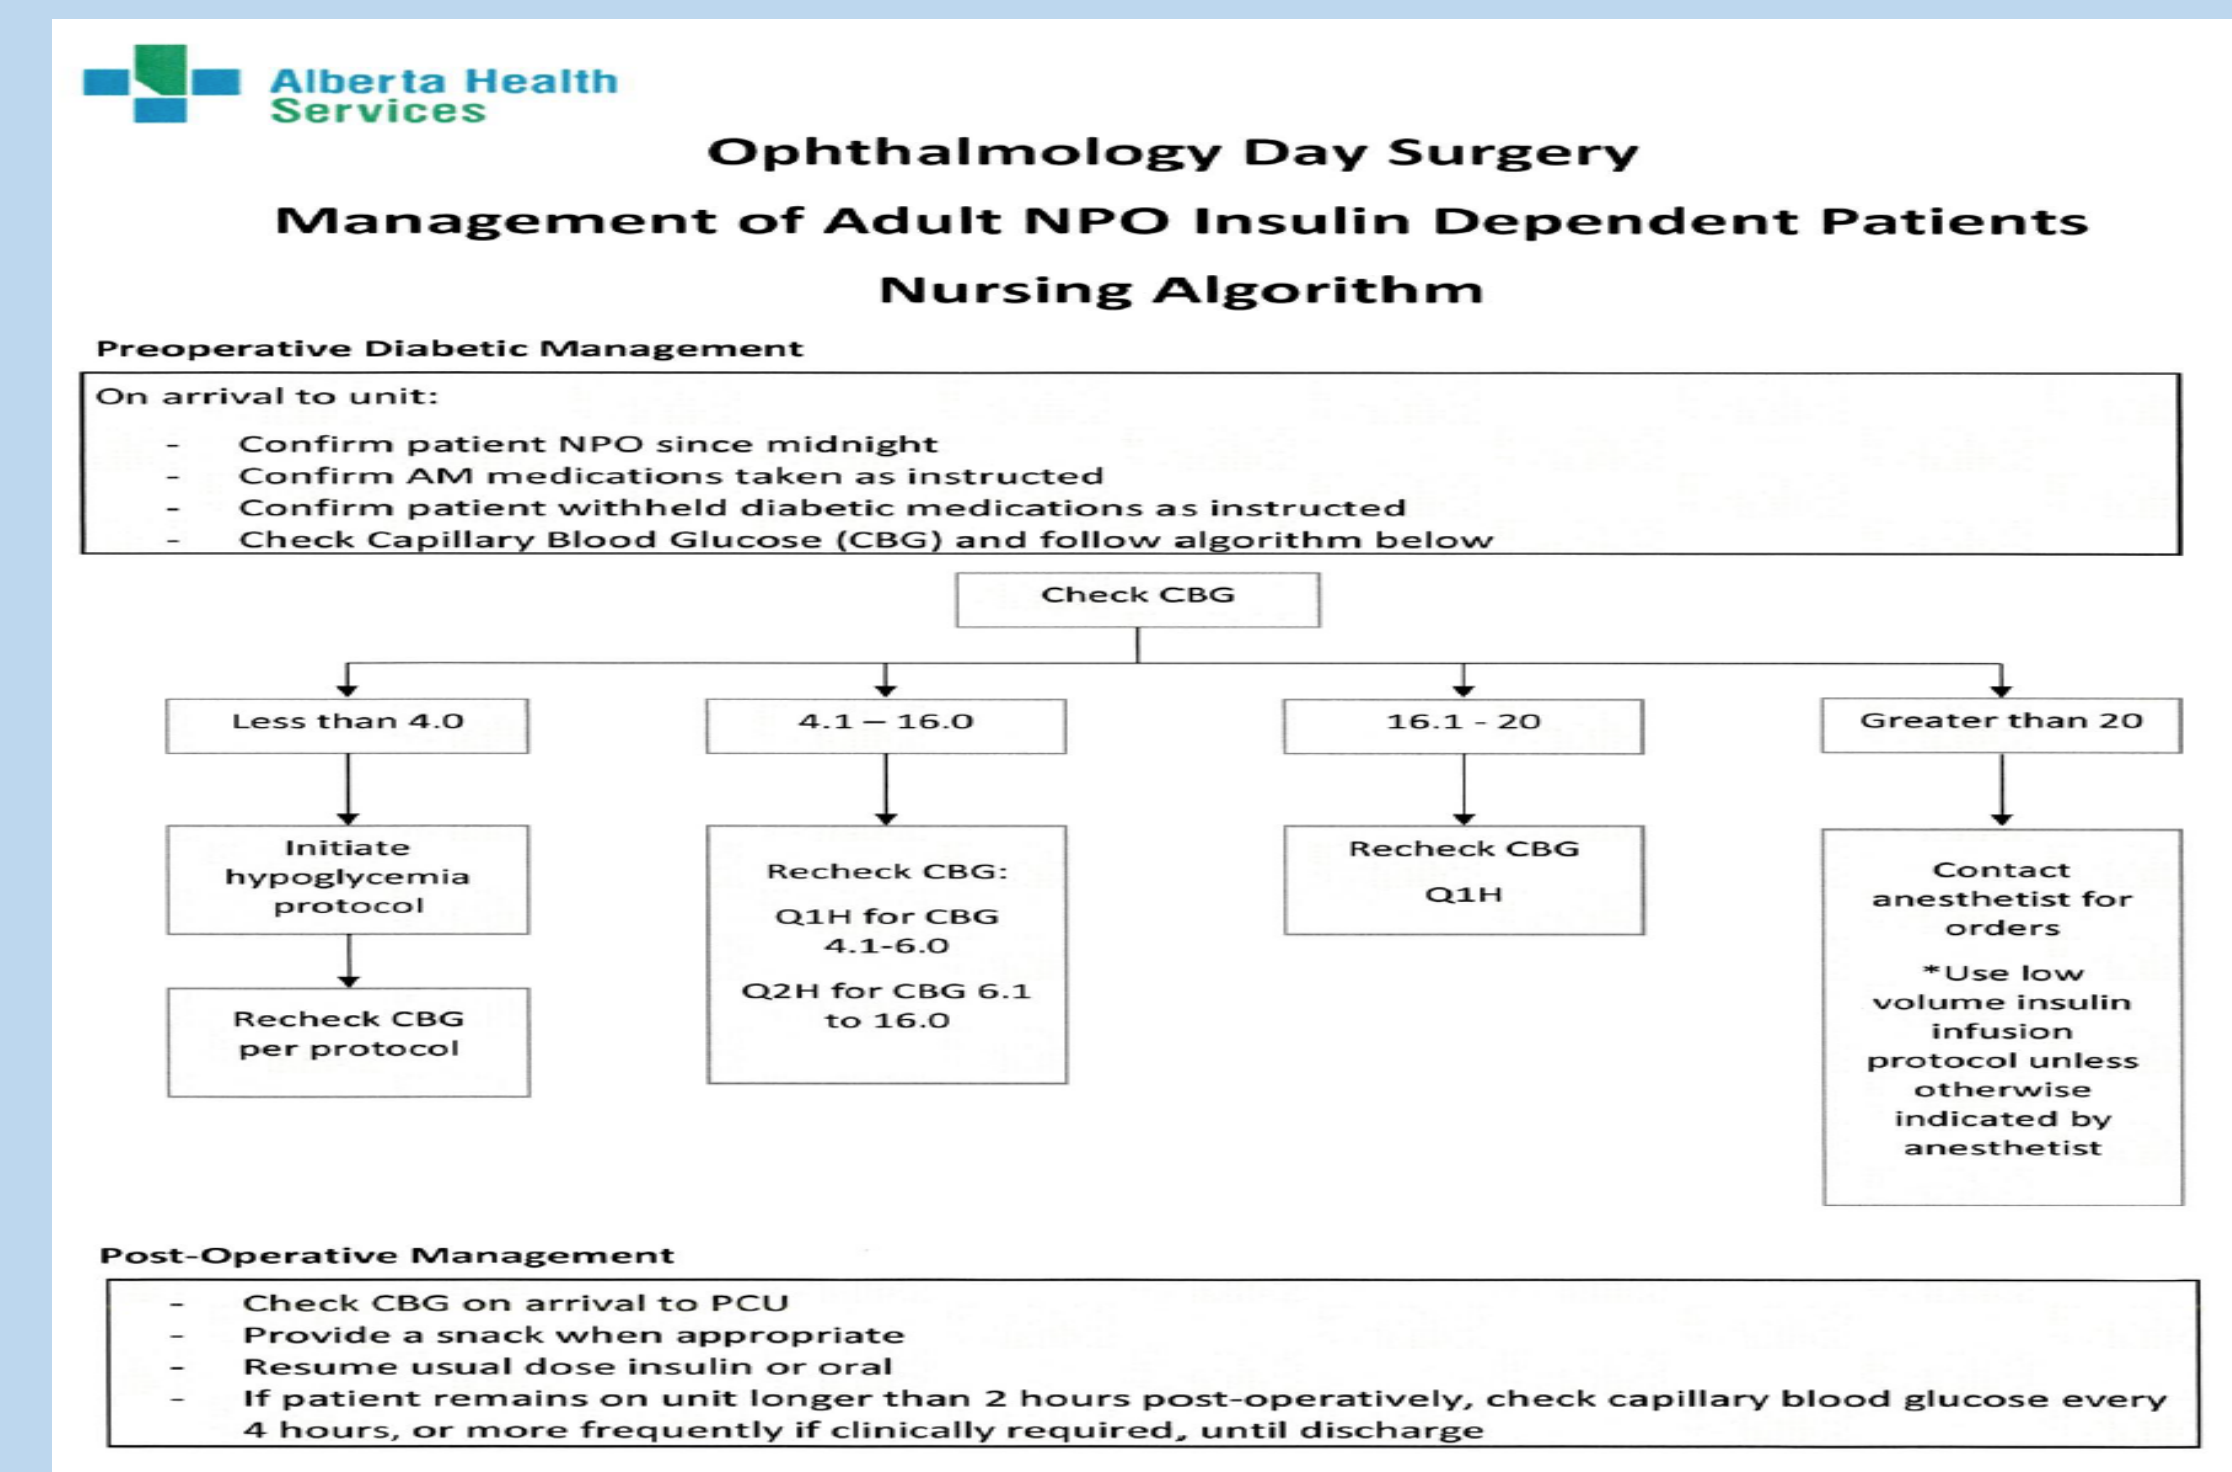 Alberta Health
Services
Ophthalmology Day Surgery
Management of Adult NPO Insulin Dependent Patients
Nursing Algorithm
Preoperative Diabetic Management
On arrival to unit:
- Confirm patient NPO since midnight
- Confirm AM medications taken as instructed
- Confirm patient withheld diabetic medications as instructed
- Check Capillary Blood Glucose (CBG) and follow algorithm below
Check CBG
Less than 4.0
Initiate
hypoglycemia
protocol
Recheck CBG
per protocol
4.1 – 16.0
Recheck CBG:
Q1H for CBG
4.1-6.0
Q2H for CBG 6.1
to 16.0
16.1 - 20
Recheck CBG
Q1H
Greater than 20
Contact
anesthetist for
orders
*Use low
volume insulin
infusion
protocol unless
otherwise
indicated by
anesthetist
Post-Operative Management
- Check CBG on arrival to PCU
- Provide a snack when appropriate
- Resume usual dose insulin or oral
- If patient remains on unit longer than 2 hours post-operatively, check capillary blood glucose every
4 hours, or more frequently if clinically required, until discharge